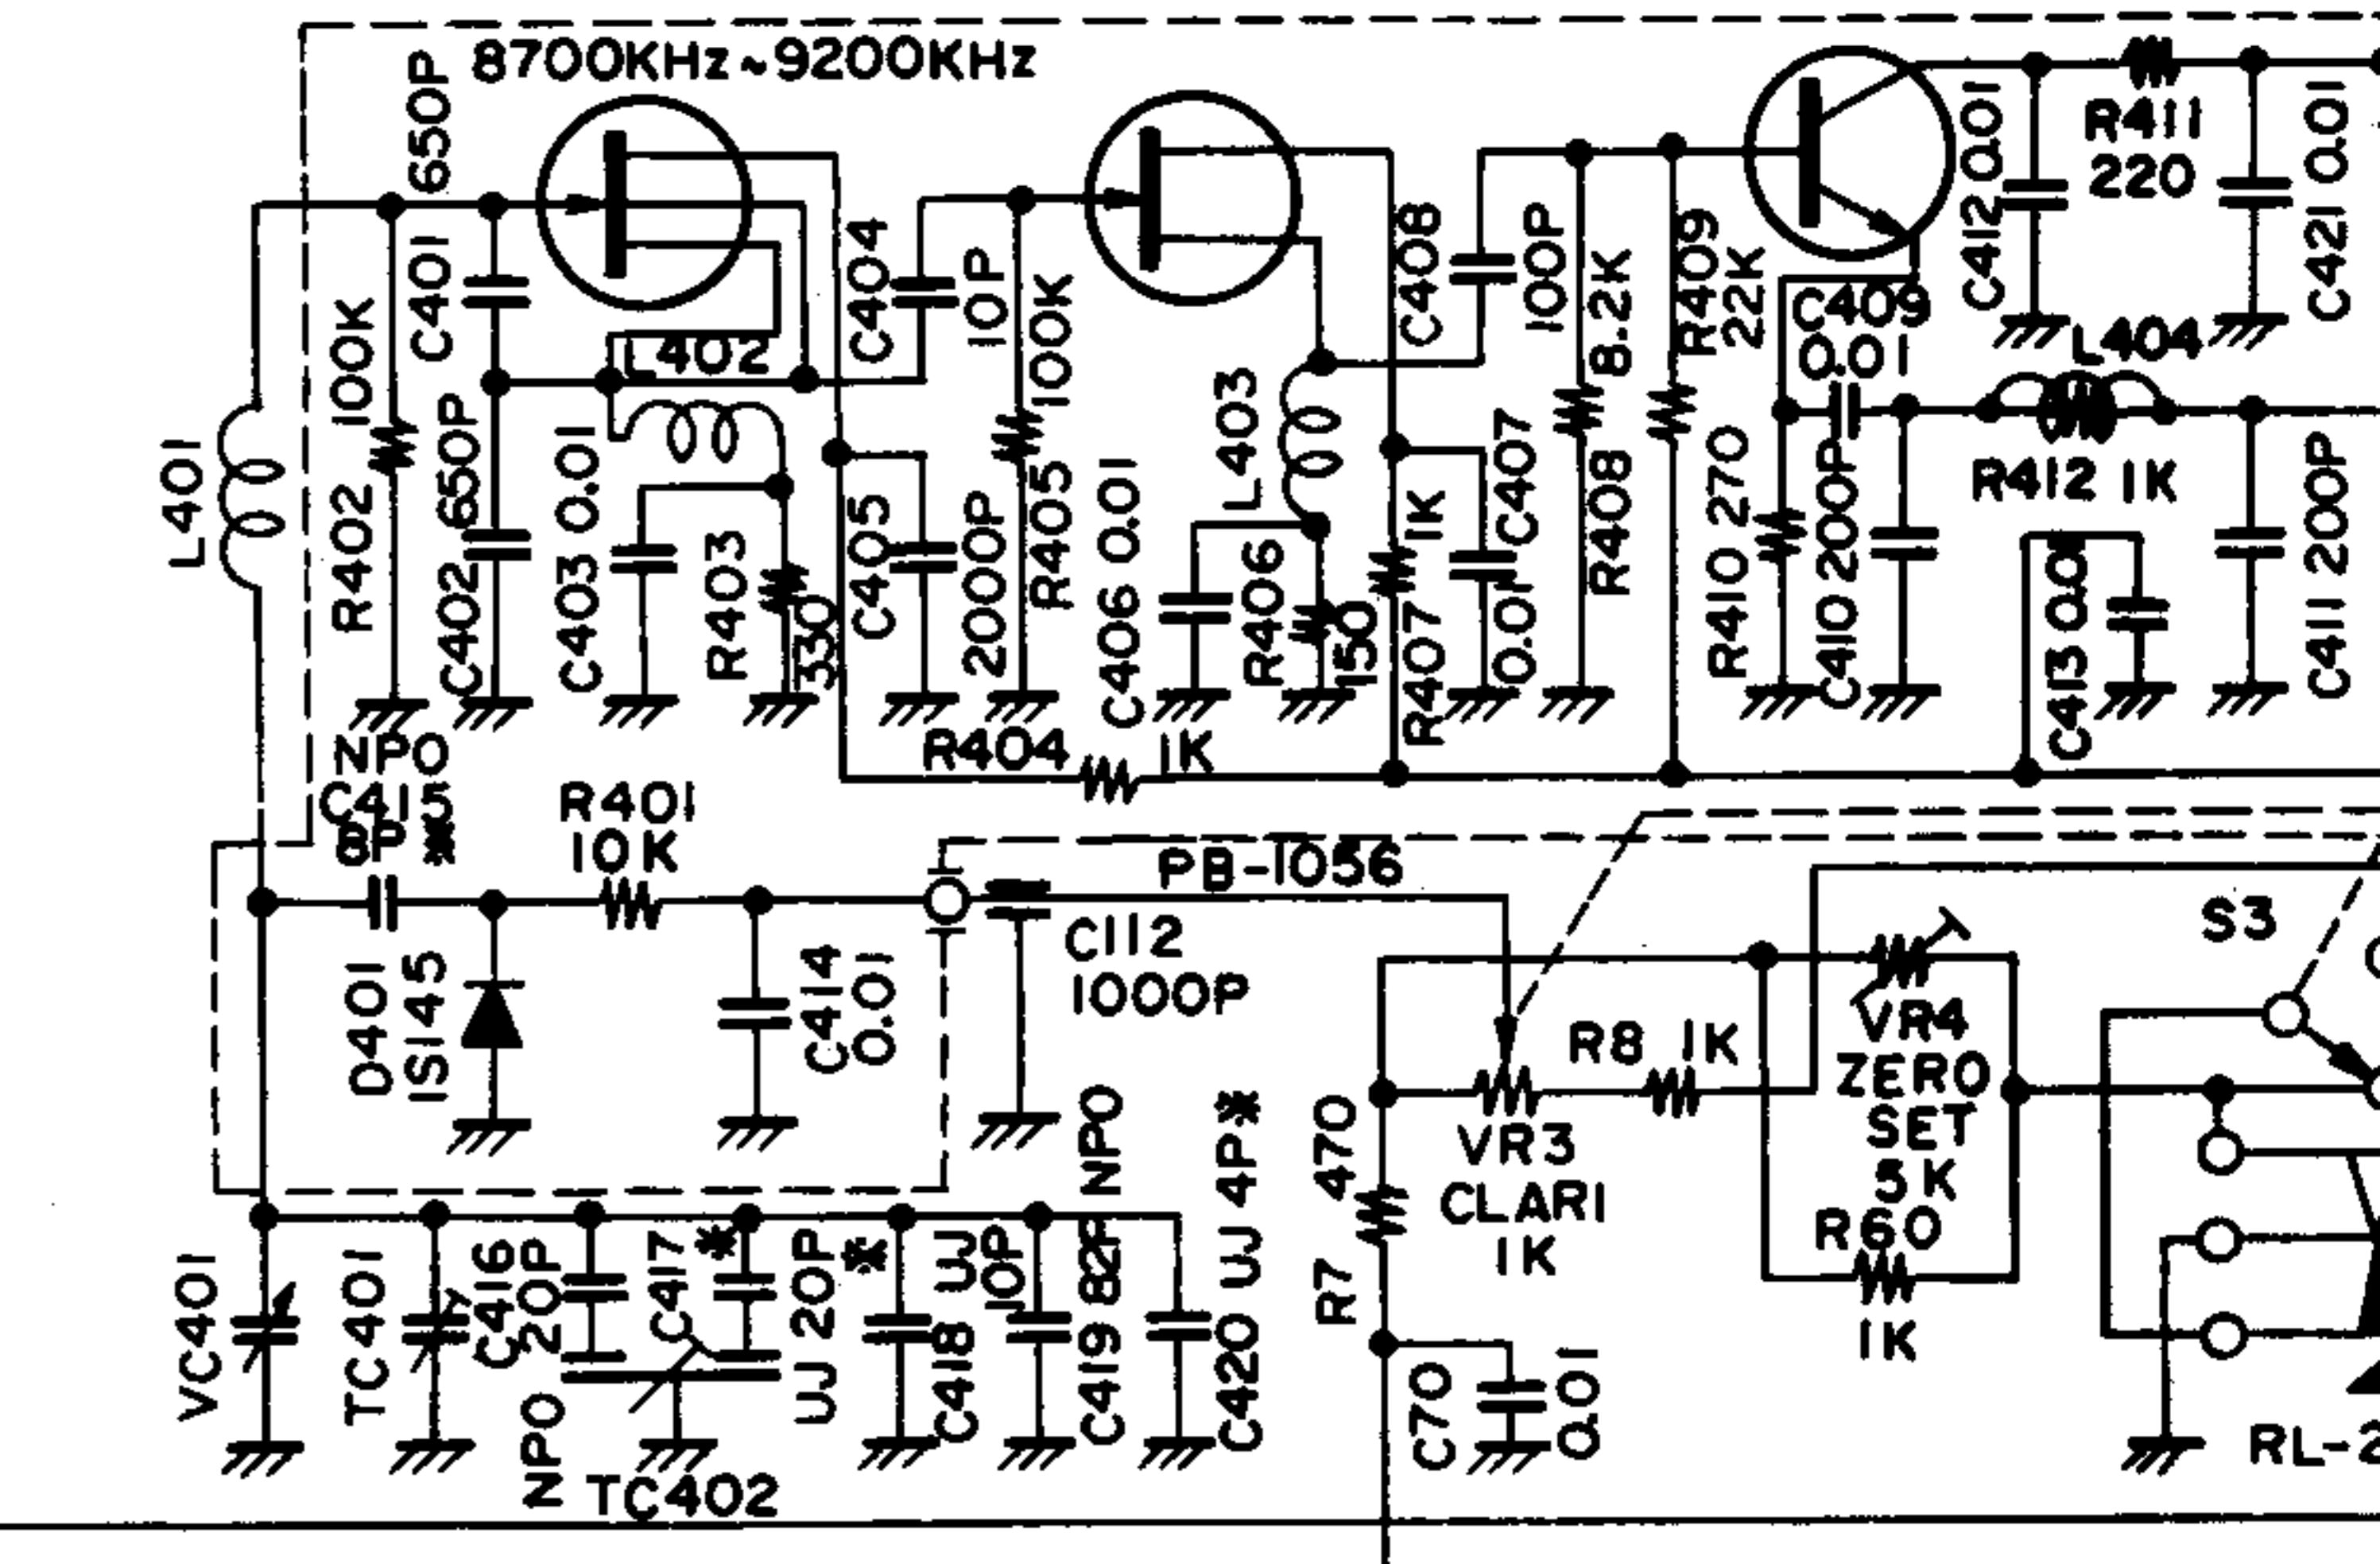 8700KHz~9200KHz
650P
C401
L401
R402 100K
C402 650P
L402
C403 0.01
R403
330
C404
10P
C405
2000P
100K
R405
C406 0.01
L403
R406
150
C408
100P
R407 1K
C407
0.01
8.2K
R408
R409
22K
C409
0.01
R410 270
C410 200P
C412 0.01
R411
220
C421 0.01
L404
R412 1K
C413 0.01
C411 200P
R404 1K
NPO
C415
8P ※
R401
10K
PB-1056
D401
1S145
C414
0.01
C112
1000P
S3
R8 1K
VR4
ZERO
SET
5K
VR3
CLARI
1K
R60
1K
R7 470
C70
0.01
VC401
TC401
C416
20P
NPO
TC402
C417 ※
UJ 20P
※
C418 UJ
10P
C419 82P NPO
C420 UJ 4P※
RL-2